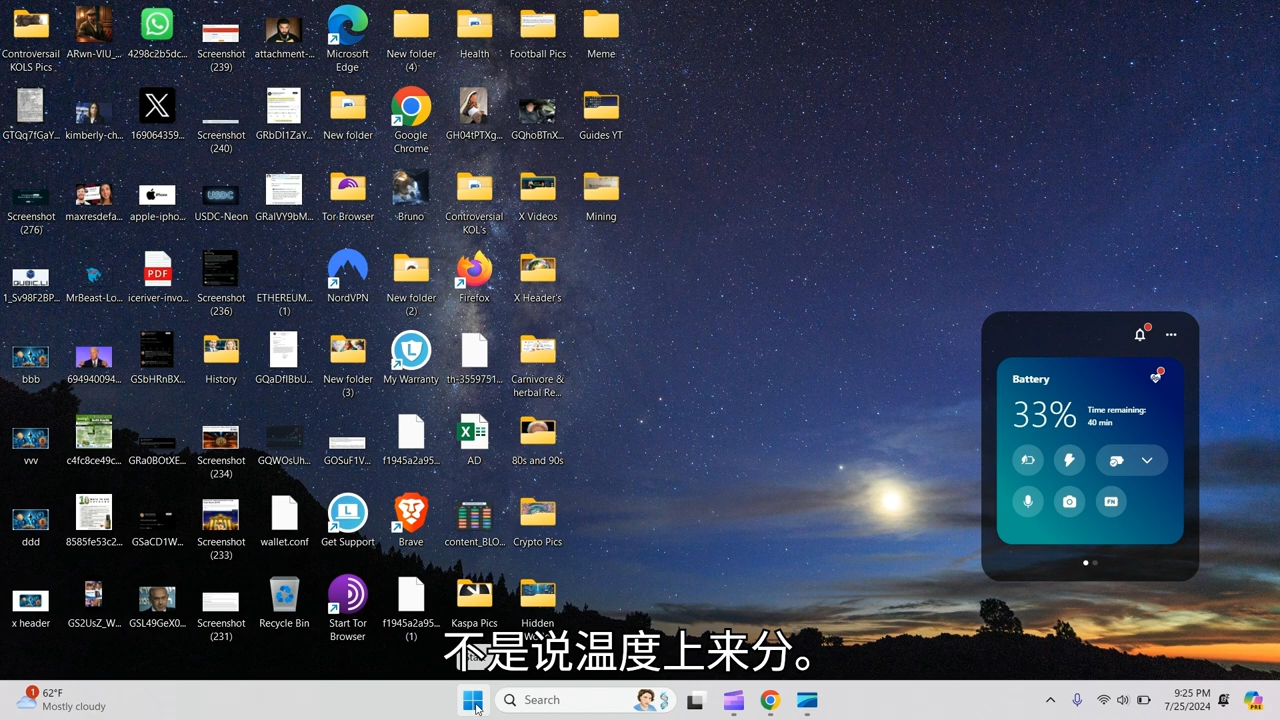 Controversial KOLS Pics
ARwn-VIU_...
4298c2b5dc...
Screenshot (239)
attachment-...
Microsoft Edge
New folder (4)
Health
Football Pics
Meme
GTaQ7fGaY...
kimberly-ch...
169064359...
Screenshot (240)
GRbDI1ZaY...
New folder
Google Chrome
GH04tPTXg...
GQhoBTnX...
Guides YT
Screenshot (276)
maxresdefa...
apple-ipho...
USDC-Neon
GRaIVY9bM...
Tor Browser
Bruno
Controversial KOL's
X Videos
Mining
1_Sv98F2BP...
MrBeast-Lo...
iceriver-invo...
Screenshot (236)
ETHEREUM... (1)
NordVPN
New folder (2)
Firefox
X Header's
bbb
694940094...
GSbHRnBX...
History
GQaDfIBbU...
New folder (3)
My Warranty
th-3559751...
Carnivore & herbal Re...
vvv
c4fc8ce49c...
GRa0BOtXE...
Screenshot (234)
GQWOsUh...
GOSuF1V...
f1945a2a95...
AD
80s and 90s
ddd
8585fe53c2...
GSaCD1W...
Screenshot (233)
wallet.conf
Get Support
Brave
content_BLO...
Crypto Pics
x header
GS2UsZ_W...
GSL49GeX0...
Screenshot (231)
Recycle Bin
Start Tor Browser
f1945a2a95... (1)
Kaspa Pics
Hidden
Battery
33%
Time remaining:
40 min
FN
不是说温度上来分。
1
62°F
Mostly cloudy
Search
9:25 PM
7/25/2024